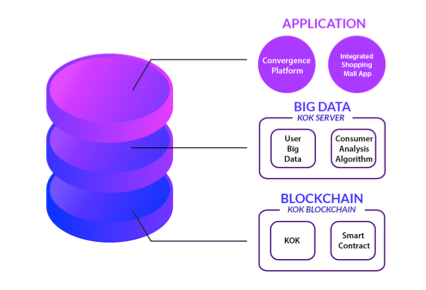 APPLICATION
Convergence
Platform
Integrated
Shopping
Mall App
BIG DATA
KOK SERVER
User
Big
Data
Consumer
Analysis
Algorithm
BLOCKCHAIN
KOK BLOCKCHAIN
KOK
Smart
Contract